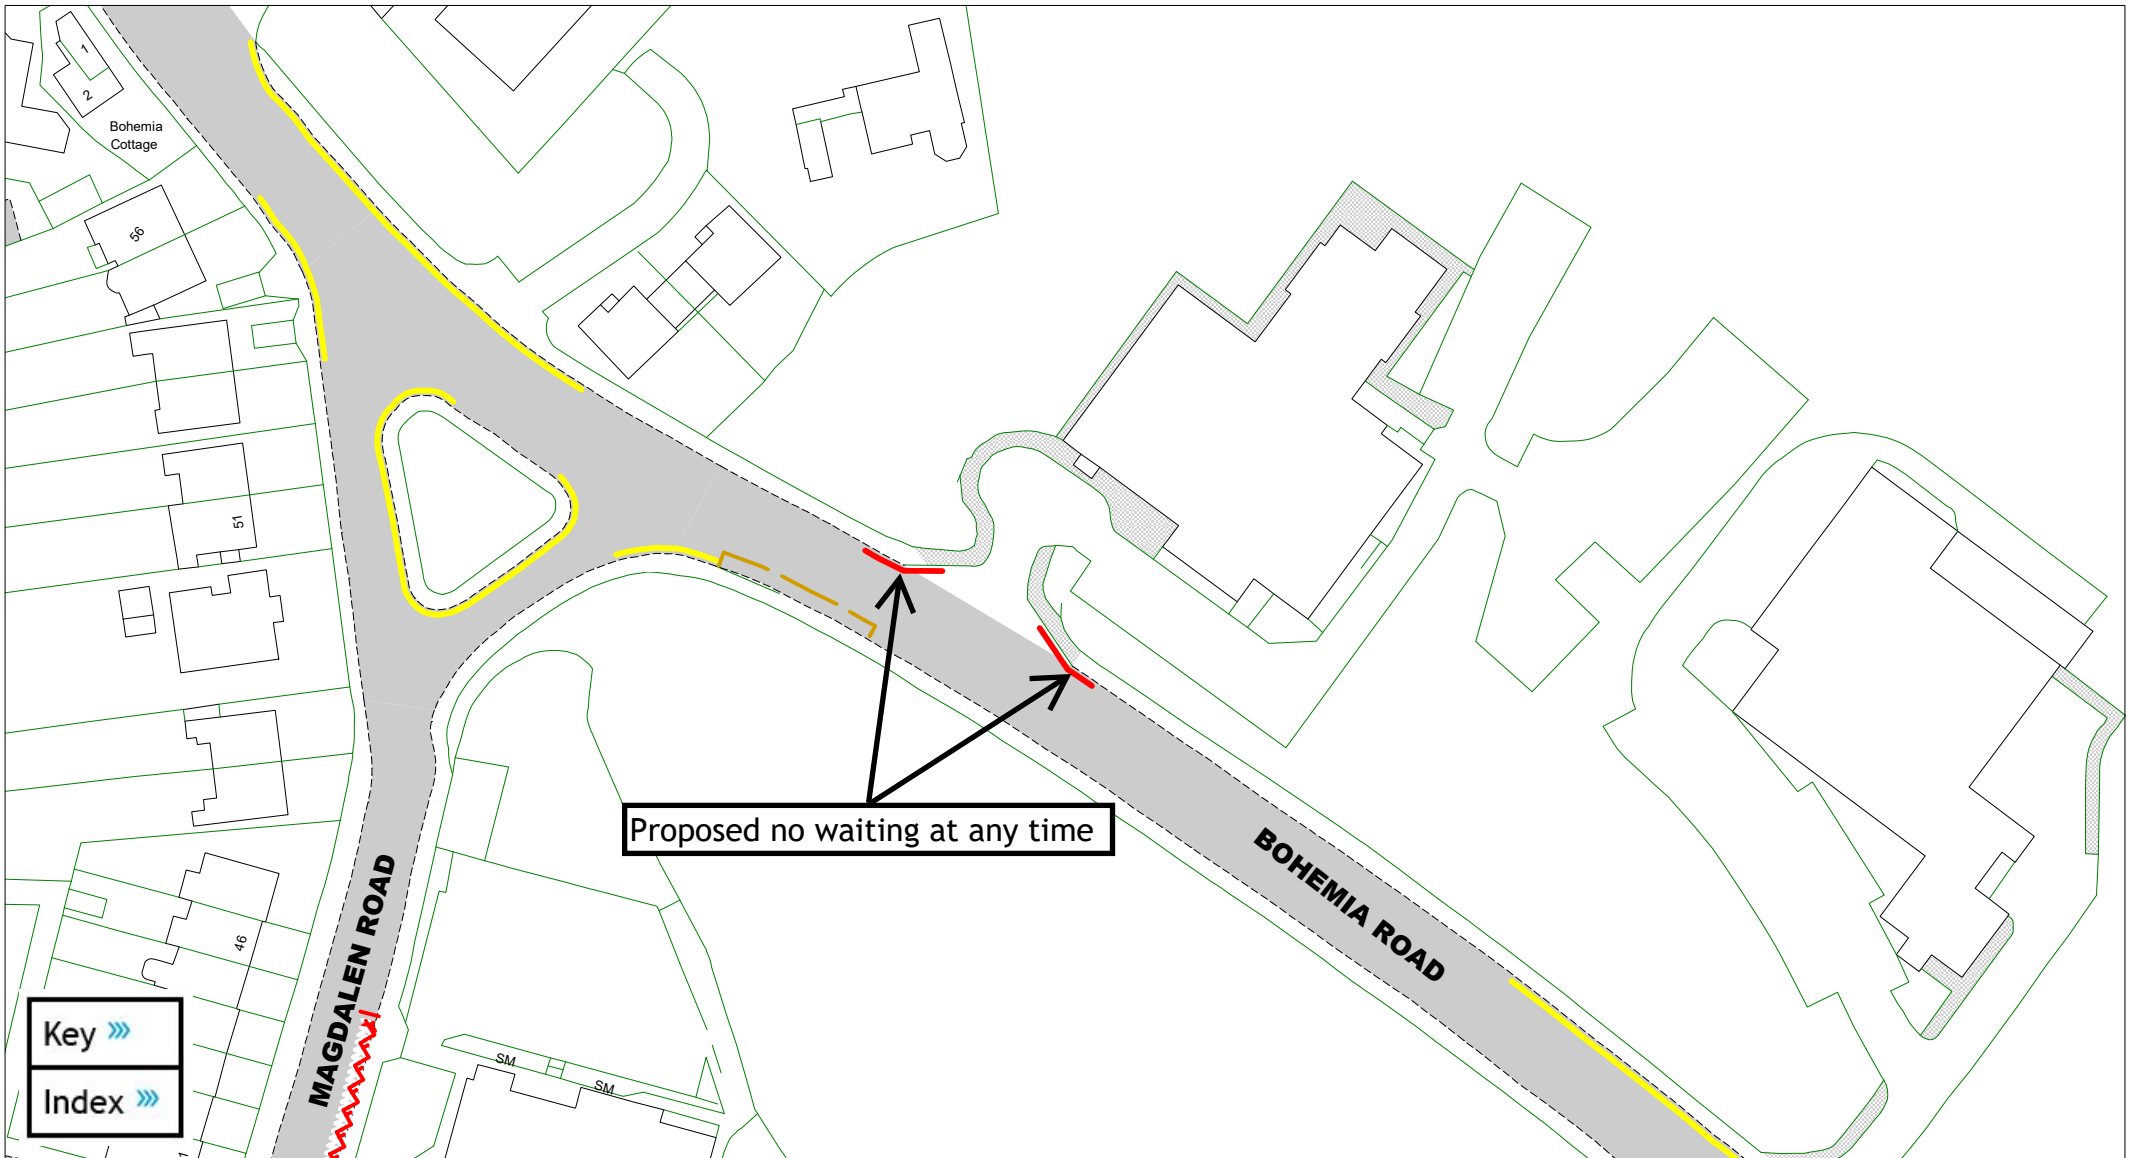 1
2
Bohemia
Cottage
56
51
Proposed no waiting at any time
BOHEMIA ROAD
MAGDALEN ROAD
46
Key »»
Index »»
SM
SM
1